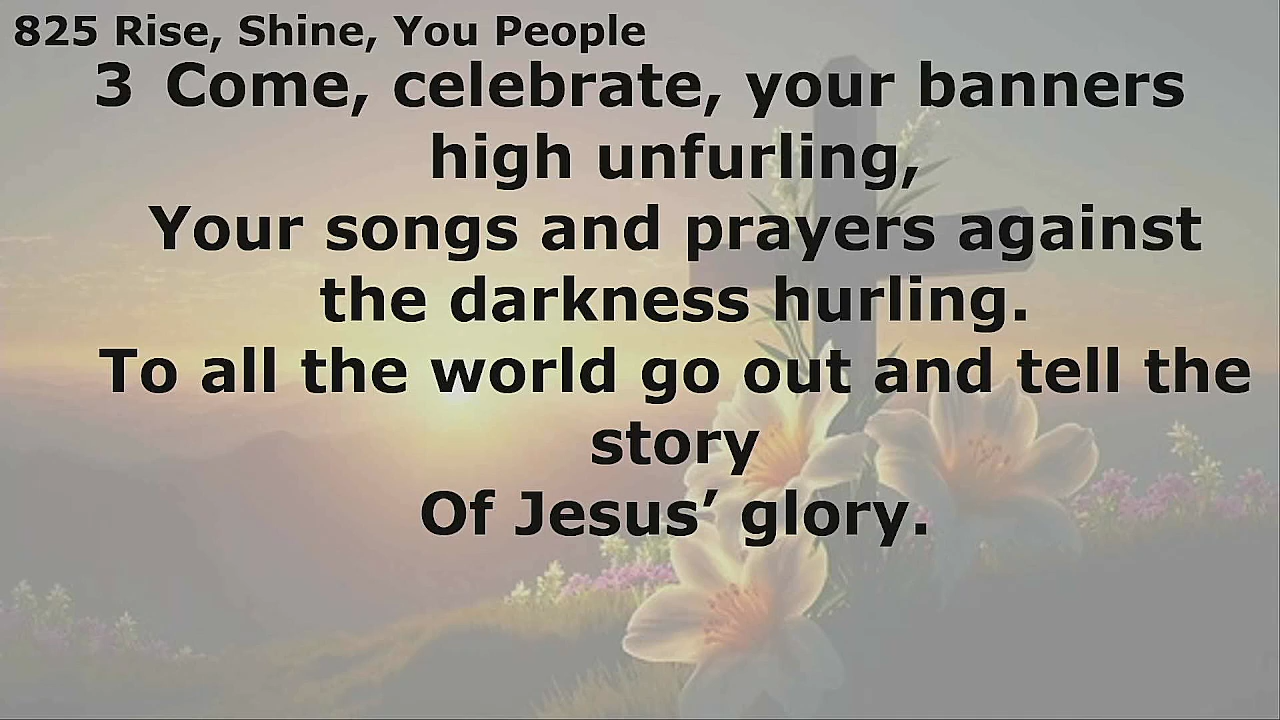 825 Rise, Shine, You People
3 Come, celebrate, your banners
high unfurling,
Your songs and prayers against
the darkness hurling.
To all the world go out and tell the
story
Of Jesus’ glory.